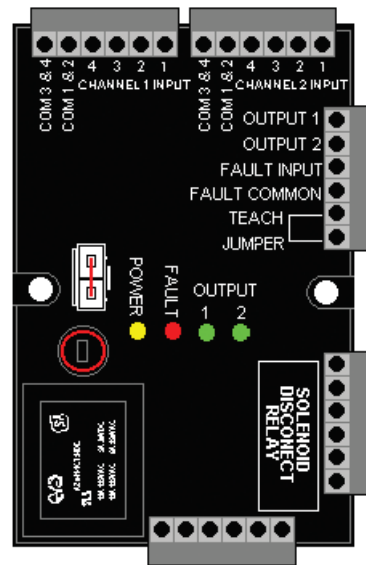 COM 3 & 4
COM 1 & 2
4 3 2 1
CHANNEL 1 INPUT
COM 3 & 4
COM 1 & 2
4 3 2 1
CHANNEL 2 INPUT
OUTPUT 1
OUTPUT 2
FAULT INPUT
FAULT COMMON
TEACH
JUMPER
POWER
FAULT
OUTPUT
1 2
SOLENOID
DISCONECT
RELAY